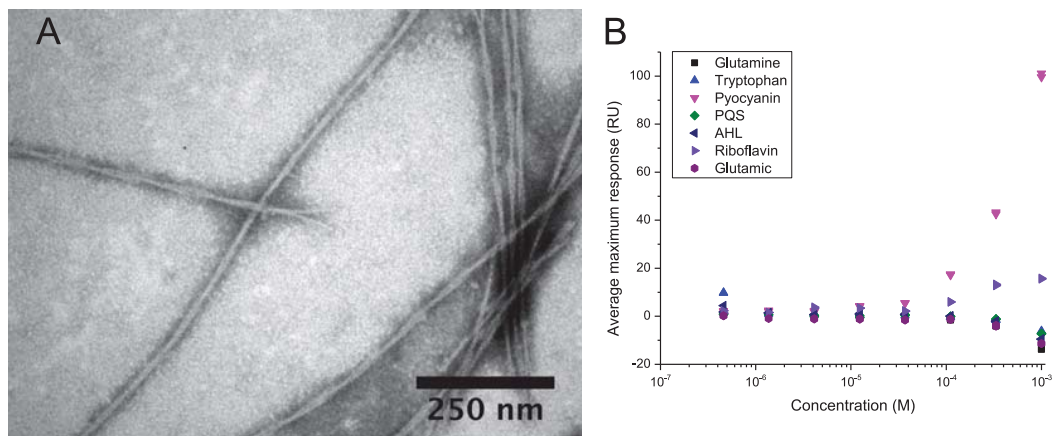 A
250 nm
B
Glutamine
Tryptophan
Pyocyanin
PQS
AHL
Riboflavin
Glutamic
Average maximum response (RU)
100
80
60
40
20
0
-20
10⁻⁷
10⁻⁶
10⁻⁵
10⁻⁴
10⁻³
Concentration (M)